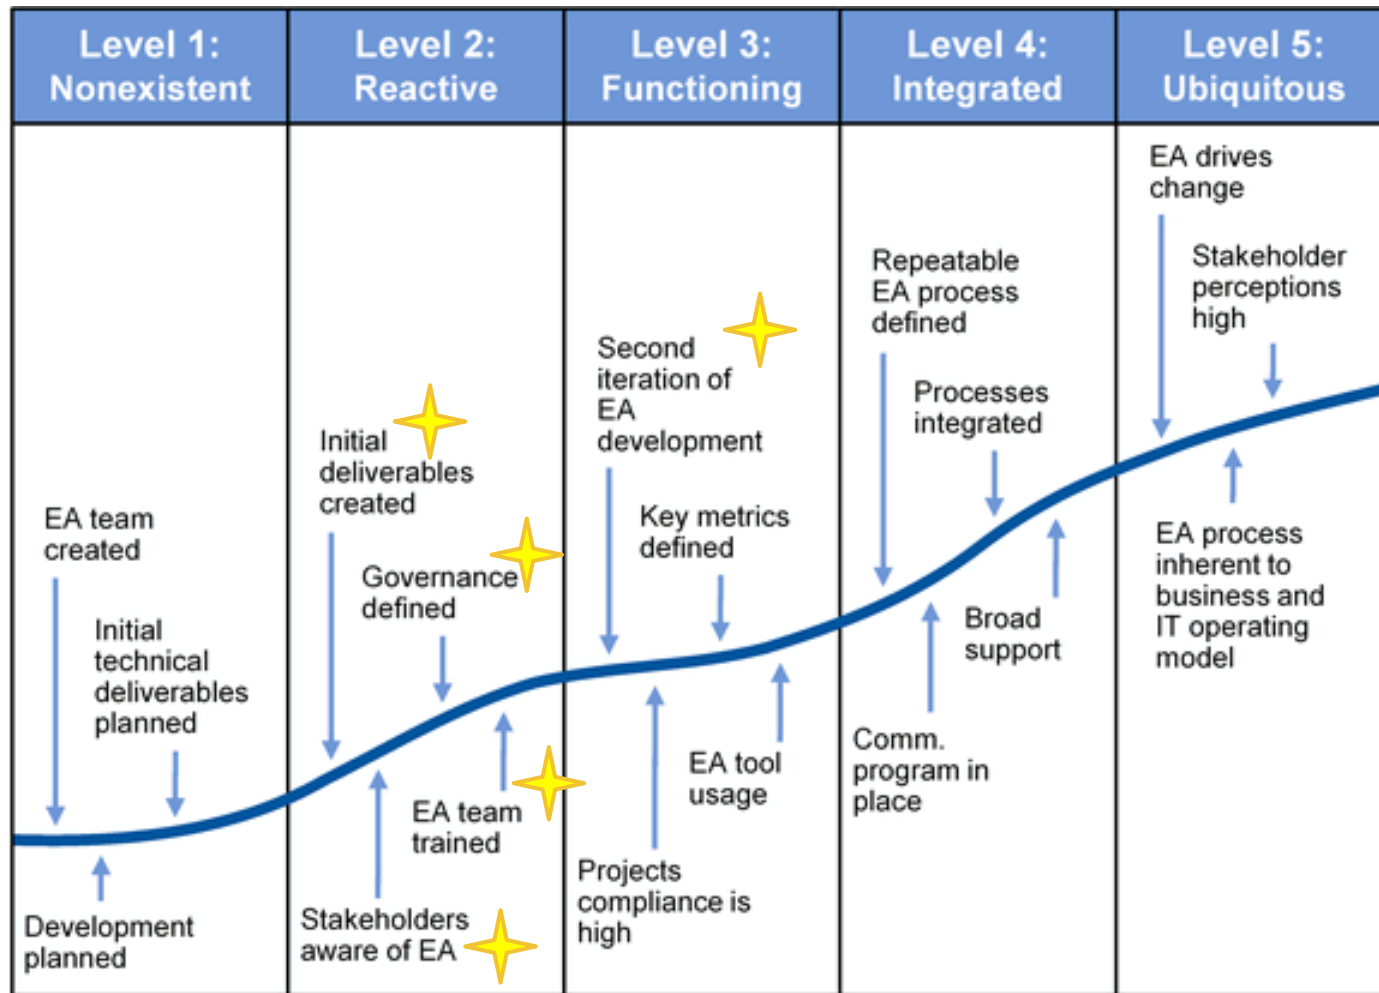 Level 1:
Nonexistent
Level 2:
Reactive
Level 3:
Functioning
Level 4:
Integrated
Level 5:
Ubiquitous
EA team
created
Initial
technical
deliverables
planned
Development
planned
Initial
deliverables
created
Governance
defined
EA team
trained
Stakeholders
aware of EA
Second
iteration of
EA
development
Key metrics
defined
EA tool
usage
Projects
compliance is
high
Repeatable
EA process
defined
Processes
integrated
Broad
support
Comm.
program in
place
EA drives
change
Stakeholder
perceptions
high
EA process
inherent to
business and
IT operating
model